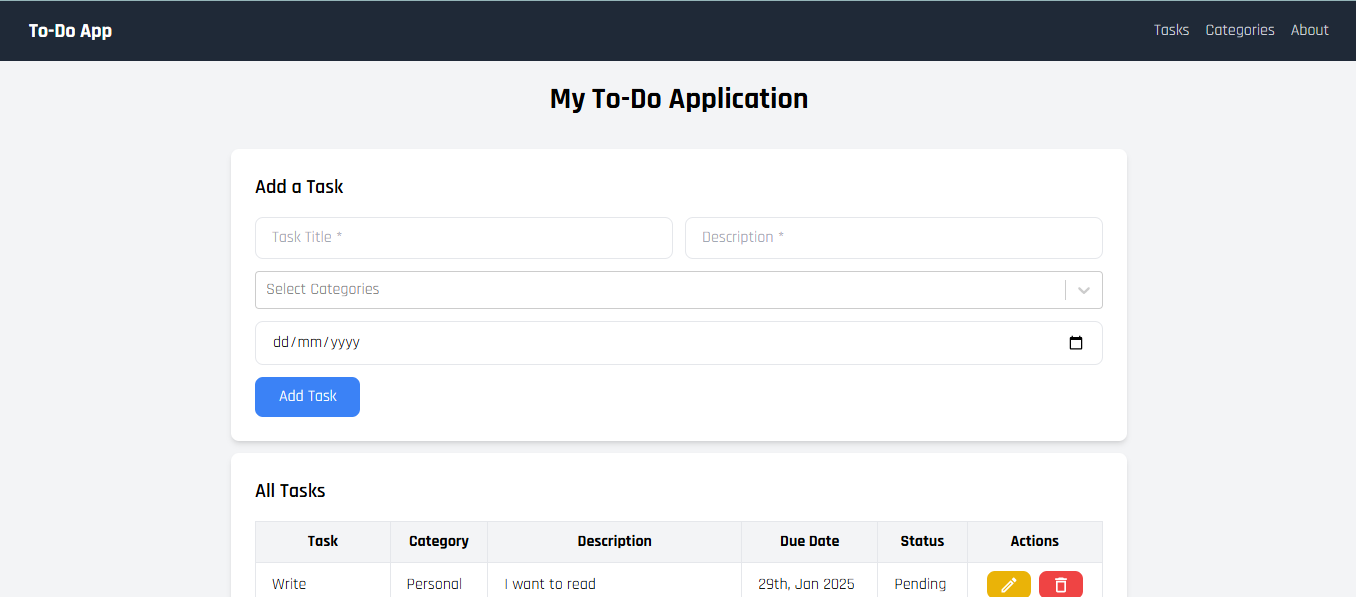 To-Do App
Tasks Categories About
My To-Do Application
Add a Task
Task Title * Description *
Select Categories
dd/mm/yyyy
Add Task
All Tasks
Task Category Description Due Date Status Actions
Write Personal I want to read 29th, Jan 2025 Pending